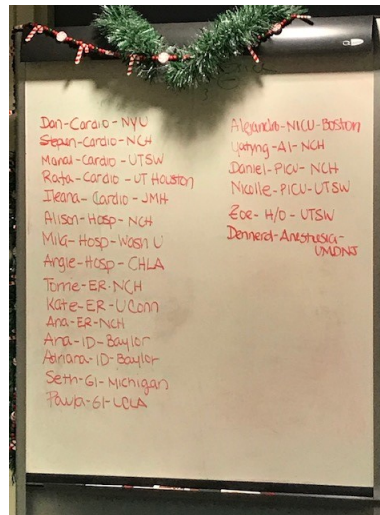 Dan-Cardio-NYU
Stepan-Cardio-NCH
Manal-Cardio-UTSW
Rata-Cardio-UT Houston
Ileana-Cardio-JMH
Alison-Hosp-NCH
Mila-Hosp-Wash U
Angie-Hosp-CHLA
Torrie-ER-NCH
Kate-ER-UConn
Ana-ER-NCH
Ana-ID-Baylor
Adriana-ID-Baylor
Seth-GI-Michigan
Paula-GI-UCLA
Alejandro-NICU-Boston
-AI-NCH
Daniel-PICU-NCH
Nicolle-PICU-UTSW
Zoe-H/O-UTSW
Dennerd-Anesthesia-
UMDNJ